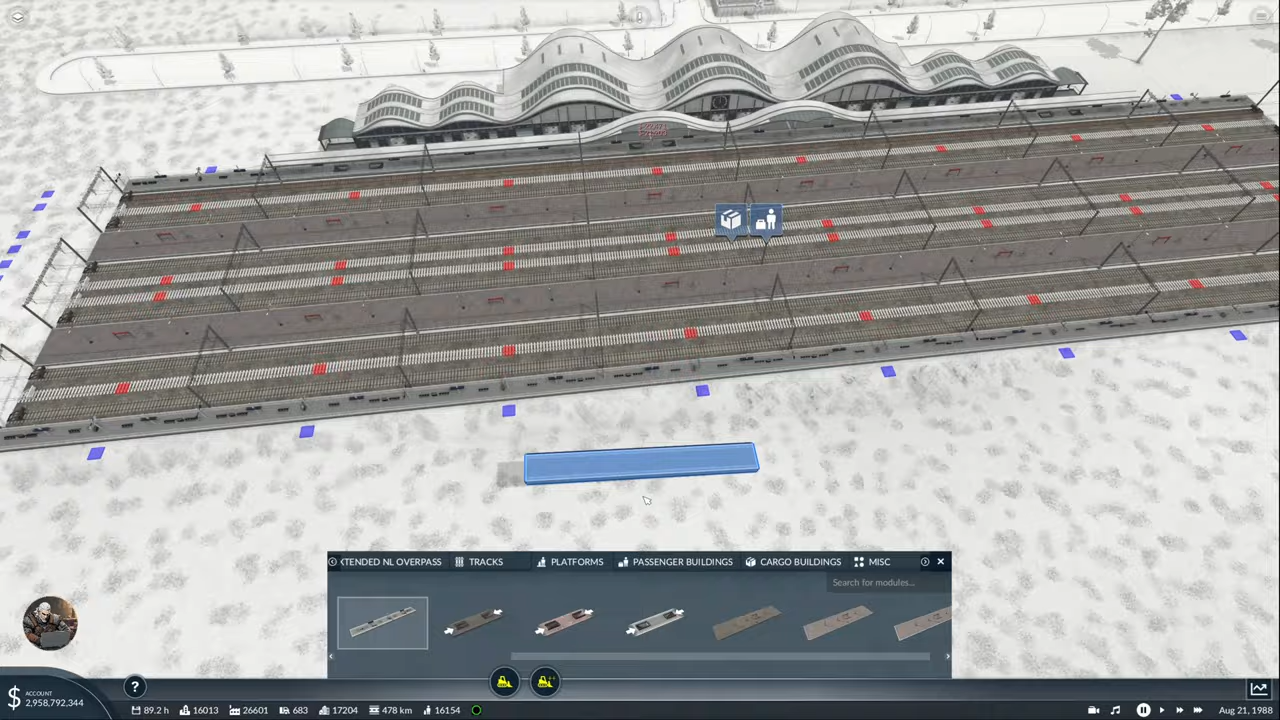 XTENDED NL OVERPASS
TRACKS
PLATFORMS
PASSENGER BUILDINGS
CARGO BUILDINGS
MISC
Search for modules...
?
$ ACCOUNT
2,958,792,344
89.2 h
16013
26601
683
17204
478 km
16154
Aug 21, 1988